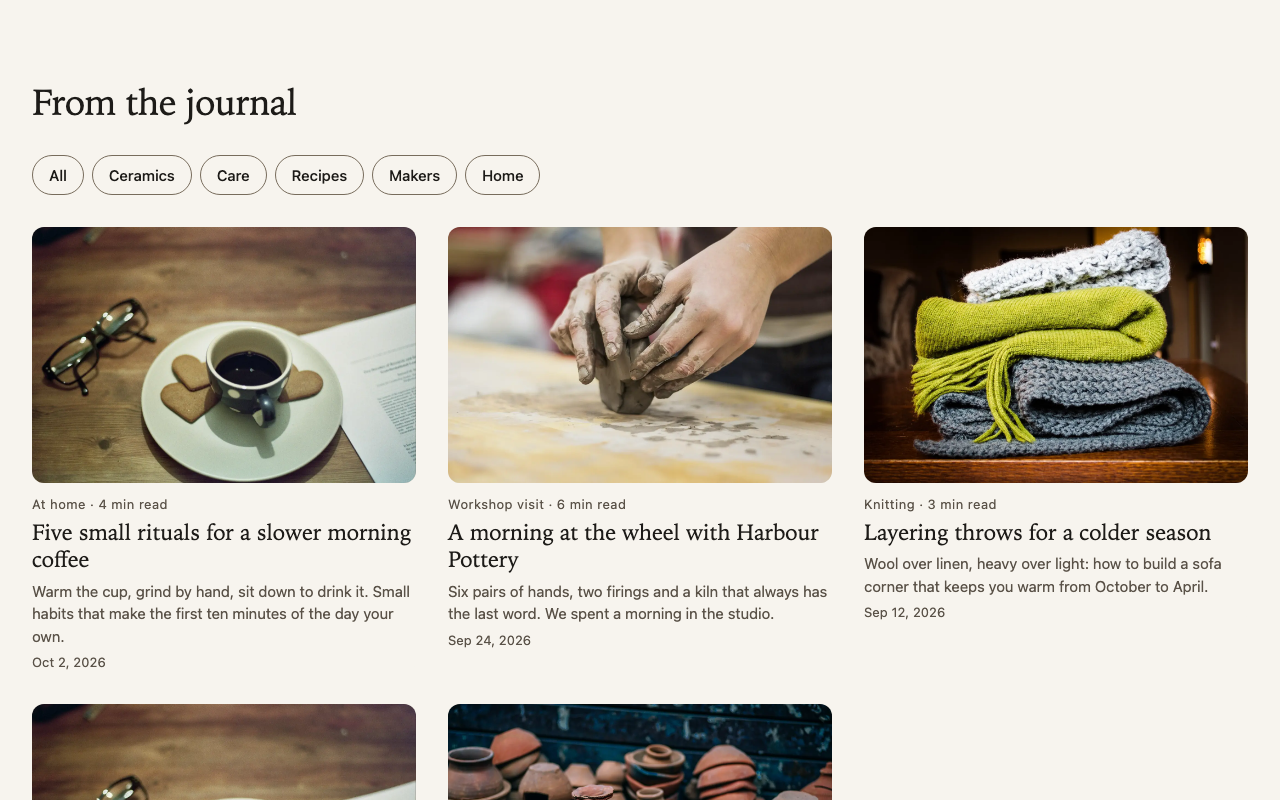 From the journal
All
Ceramics
Care
Recipes
Makers
Home
At home · 4 min read
Five small rituals for a slower morning
coffee
Warm the cup, grind by hand, sit down to drink it. Small
habits that make the first ten minutes of the day your
own.
Oct 2, 2026
Workshop visit · 6 min read
A morning at the wheel with Harbour
Pottery
Six pairs of hands, two firings and a kiln that always has
the last word. We spent a morning in the studio.
Sep 24, 2026
Knitting · 3 min read
Layering throws for a colder season
Wool over linen, heavy over light: how to build a sofa
corner that keeps you warm from October to April.
Sep 12, 2026